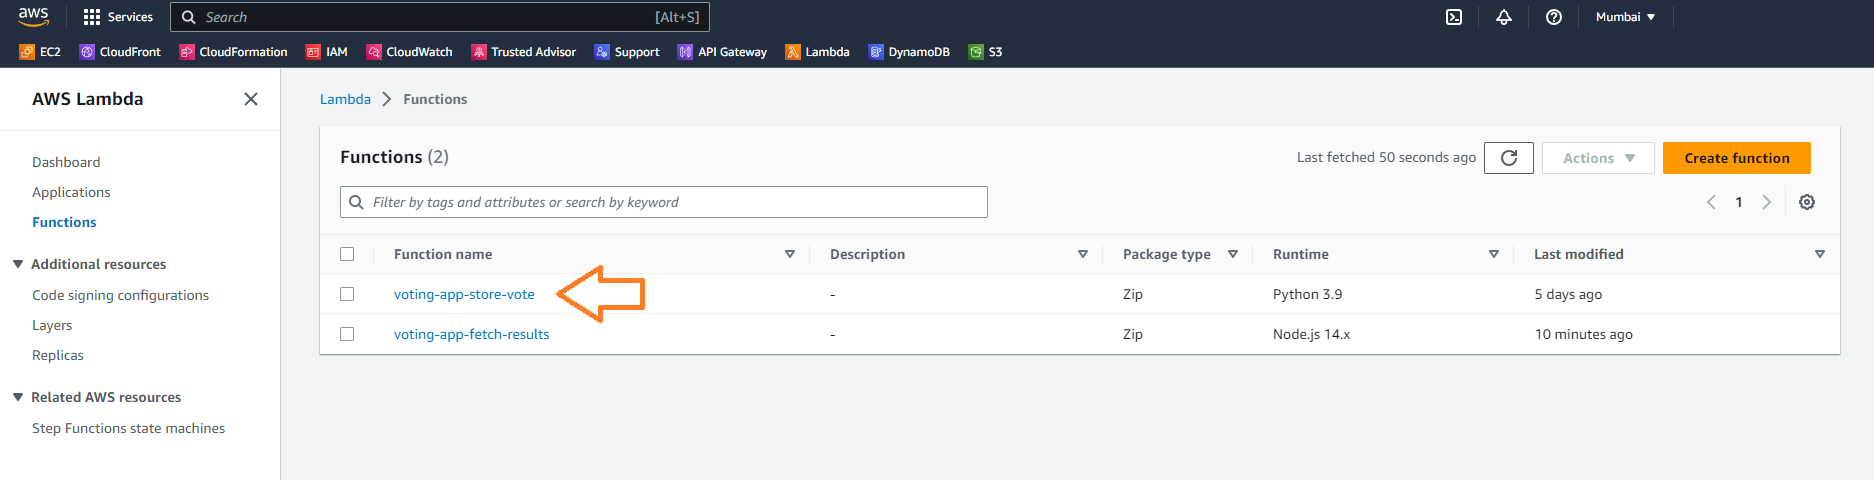 aws Services Search [Alt+S] Mumbai
EC2 CloudFront CloudFormation IAM CloudWatch Trusted Advisor Support API Gateway Lambda DynamoDB S3
AWS Lambda
Dashboard
Applications
Functions
Additional resources
Code signing configurations
Layers
Replicas
Related AWS resources
Step Functions state machines
Lambda Functions
Functions (2) Last fetched 50 seconds ago Actions Create function
Filter by tags and attributes or search by keyword 1
Function name Description Package type Runtime Last modified
voting-app-store-vote - Zip Python 3.9 5 days ago
voting-app-fetch-results - Zip Node.js 14.x 10 minutes ago